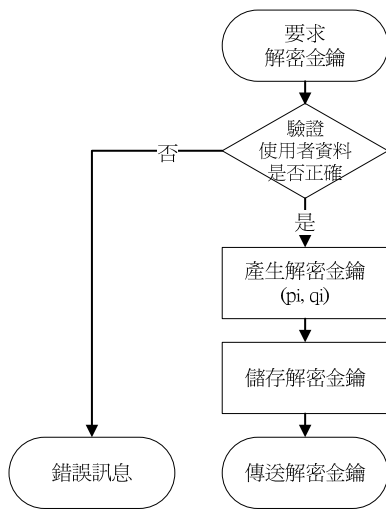 要求
解密金鑰
驗證
使用者資料
是否正確
否
是
產生解密金鑰
(pi, qi)
儲存解密金鑰
錯誤訊息
傳送解密金鑰